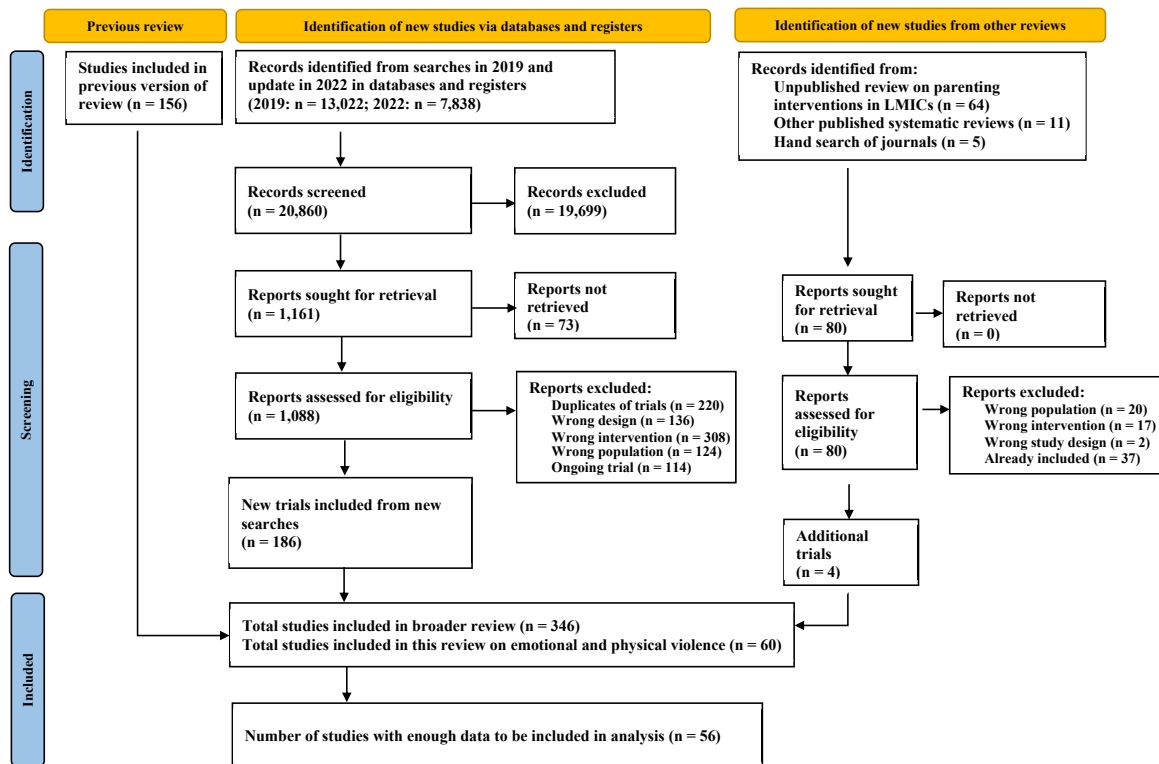 Previous review
Identification of new studies via databases and registers
Identification of new studies from other reviews
Identification
Studies included in
previous version of
review (n = 156)
Records identified from searches in 2019 and
update in 2022 in databases and registers
(2019: n = 13,022; 2022: n = 7,838)
Records identified from:
Unpublished review on parenting
interventions in LMICs (n = 64)
Other published systematic reviews (n = 11)
Hand search of journals (n = 5)
Records screened
(n = 20,860)
Records excluded
(n = 19,699)
Screening
Reports sought for retrieval
(n = 1,161)
Reports not
retrieved
(n = 73)
Reports sought
for retrieval
(n = 80)
Reports not
retrieved
(n = 0)
Reports assessed for eligibility
(n = 1,088)
Reports excluded:
Duplicates of trials (n = 220)
Wrong design (n = 136)
Wrong intervention (n = 308)
Wrong population (n = 124)
Ongoing trial (n = 114)
Reports
assessed for
eligibility
(n = 80)
Reports excluded:
Wrong population (n = 20)
Wrong intervention (n = 17)
Wrong study design (n = 2)
Already included (n = 37)
New trials included from new
searches
(n = 186)
Additional
trials
(n = 4)
Included
Total studies included in broader review (n = 346)
Total studies included in this review on emotional and physical violence (n = 60)
Number of studies with enough data to be included in analysis (n = 56)